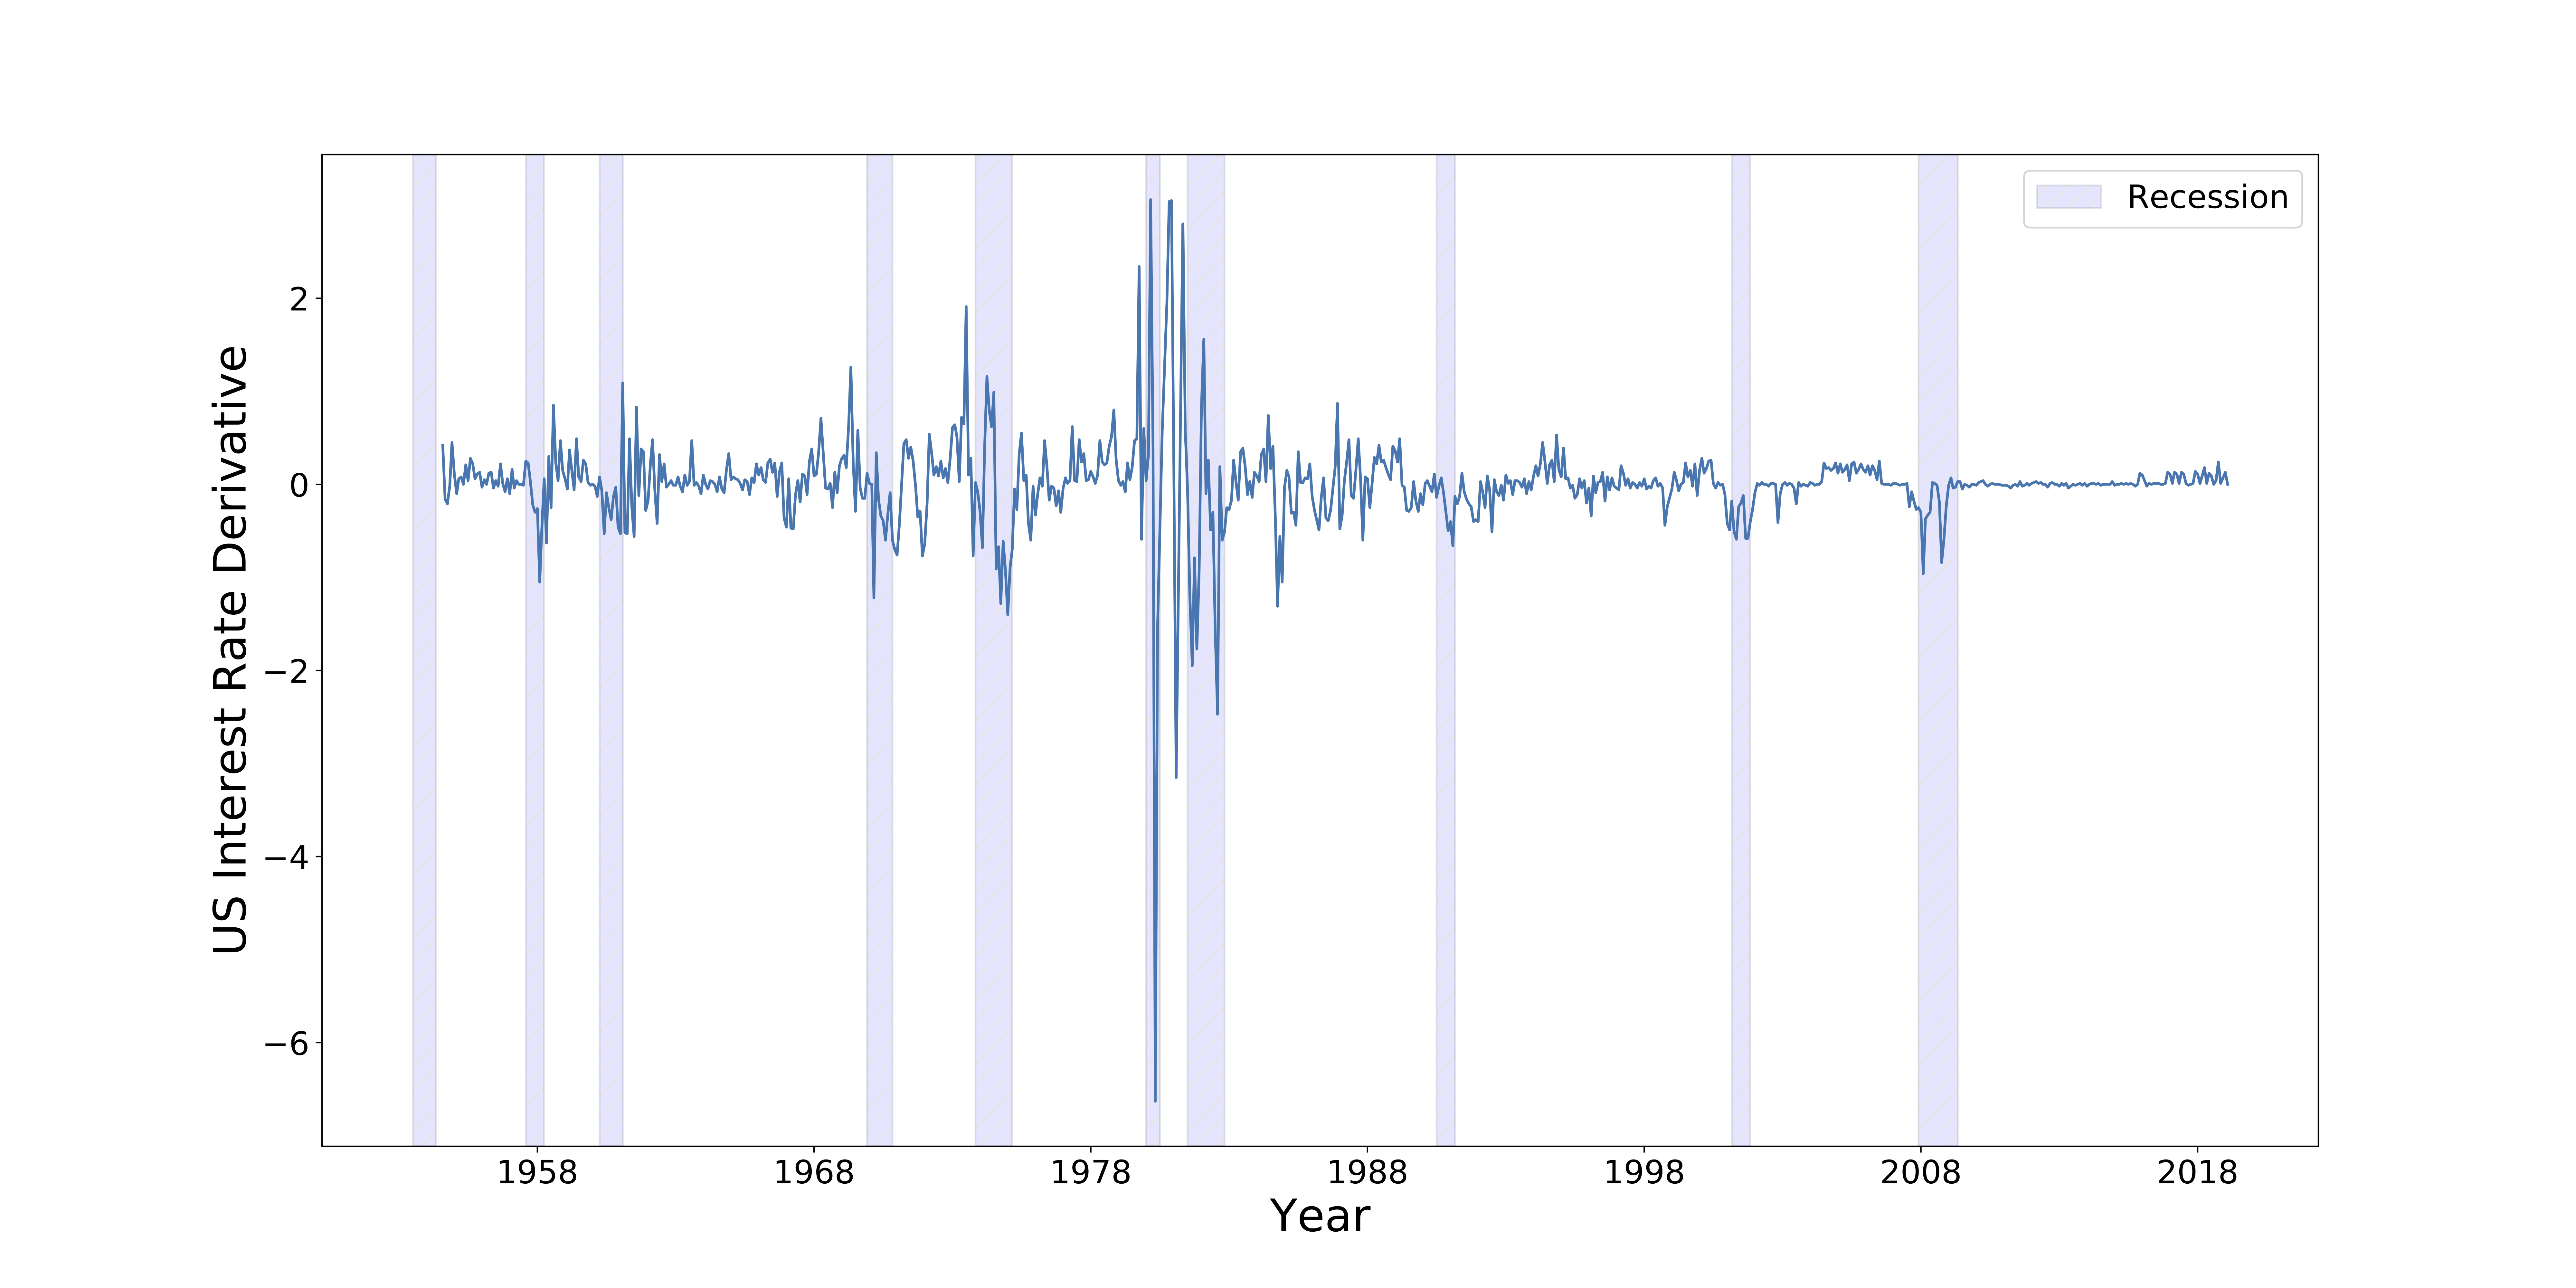 Recession
US Interest Rate Derivative
2
0
−2
−4
−6
1958 1968 1978 1988 1998 2008 2018
Year